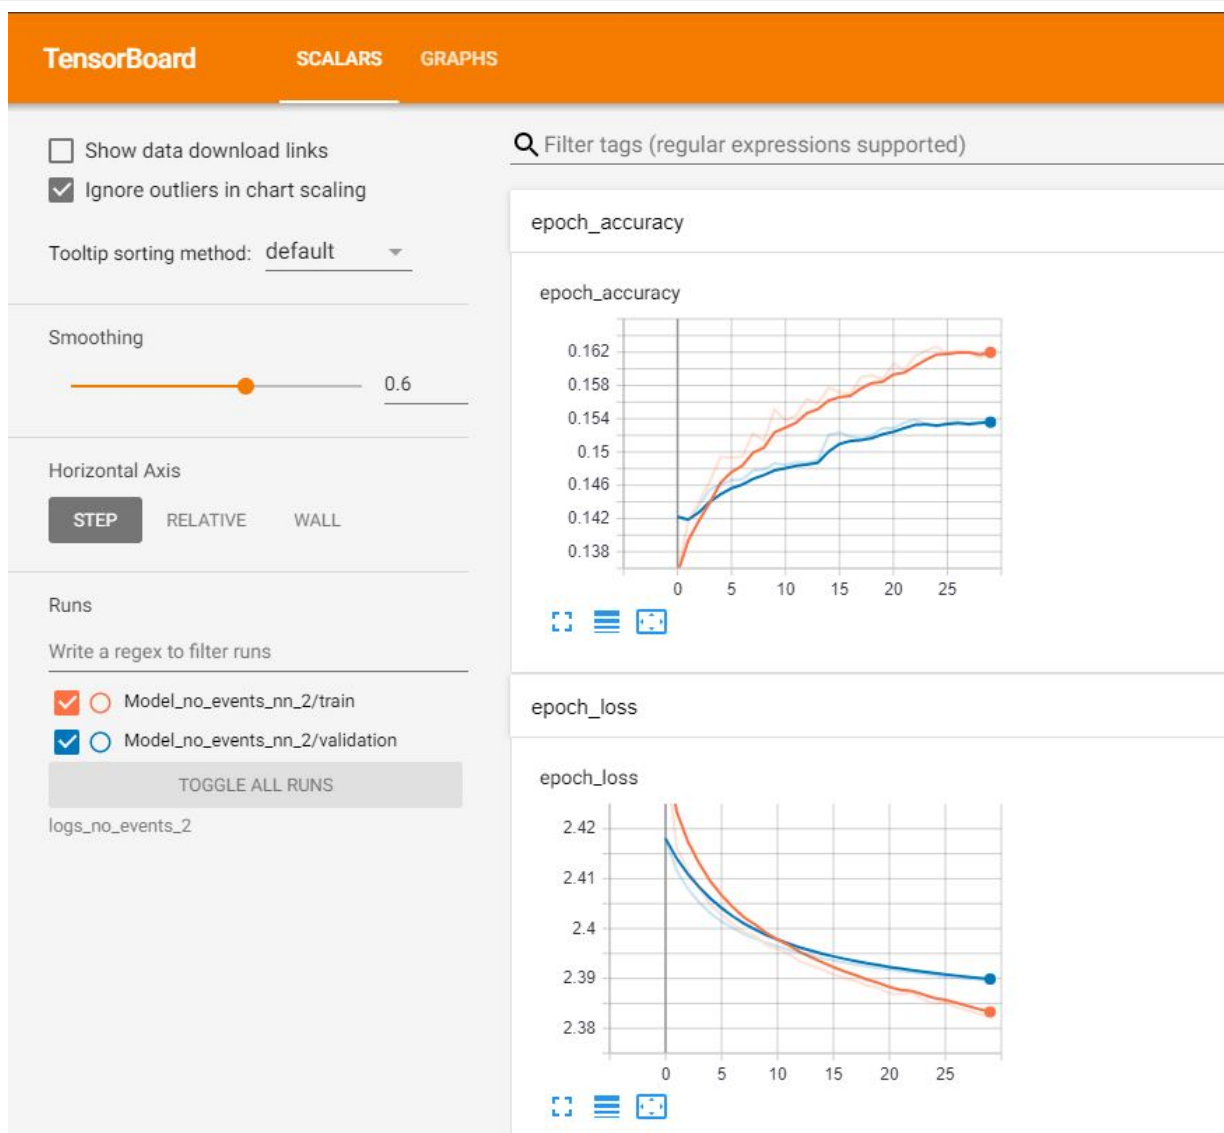 TensorBoard SCALARS GRAPHS
Show data download links
Ignore outliers in chart scaling
Tooltip sorting method: default
Smoothing
0.6
Horizontal Axis
STEP RELATIVE WALL
Runs
Write a regex to filter runs
Model_no_events_nn_2/train
Model_no_events_nn_2/validation
TOGGLE ALL RUNS
logs_no_events_2
Filter tags (regular expressions supported)
epoch_accuracy
epoch_accuracy
0.162
0.158
0.154
0.15
0.146
0.142
0.138
0 5 10 15 20 25
epoch_loss
epoch_loss
2.42
2.41
2.4
2.39
2.38
0 5 10 15 20 25